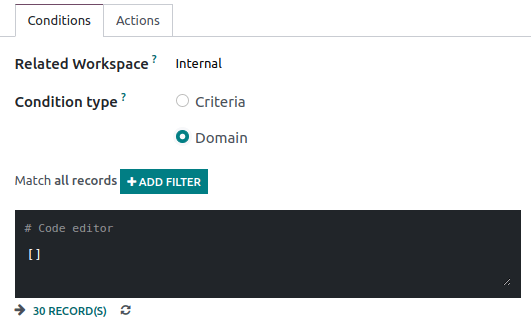 Conditions Actions
Related Workspace ? Internal
Condition type ? Criteria
Domain
Match all records + ADD FILTER
# Code editor
[]
30 RECORD(S)